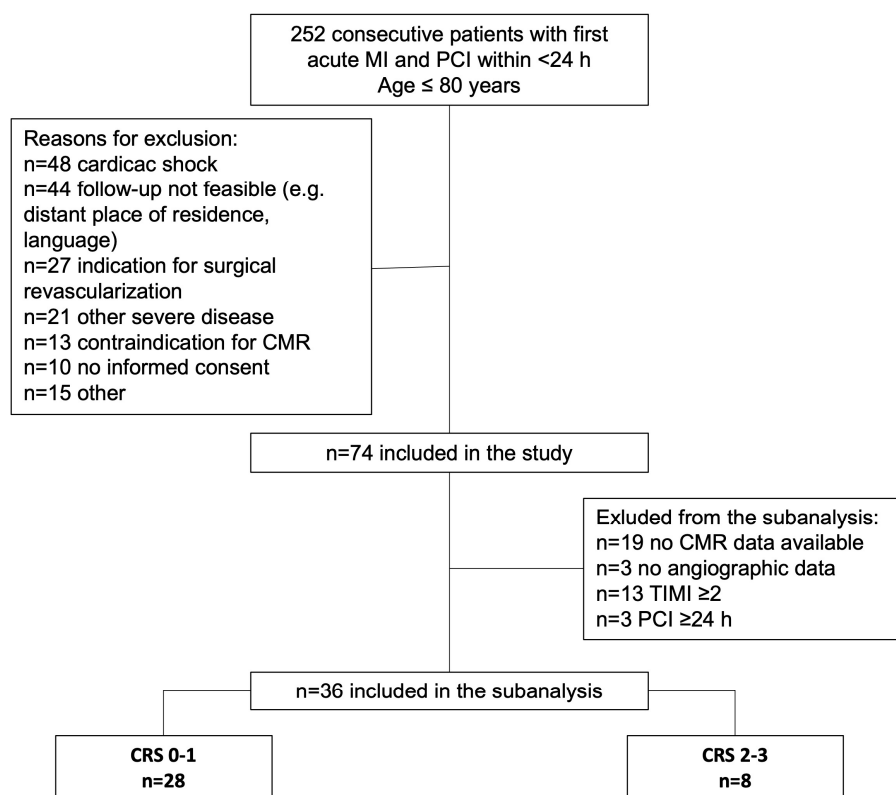 252 consecutive patients with first
acute MI and PCI within <24 h
Age ≤ 80 years
Reasons for exclusion:
n=48 cardicac shock
n=44 follow-up not feasible (e.g.
distant place of residence,
language)
n=27 indication for surgical
revascularization
n=21 other severe disease
n=13 contraindication for CMR
n=10 no informed consent
n=15 other
n=74 included in the study
Exluded from the subanalysis:
n=19 no CMR data available
n=3 no angiographic data
n=13 TIMI ≥2
n=3 PCI ≥24 h
n=36 included in the subanalysis
CRS 0-1
n=28
CRS 2-3
n=8